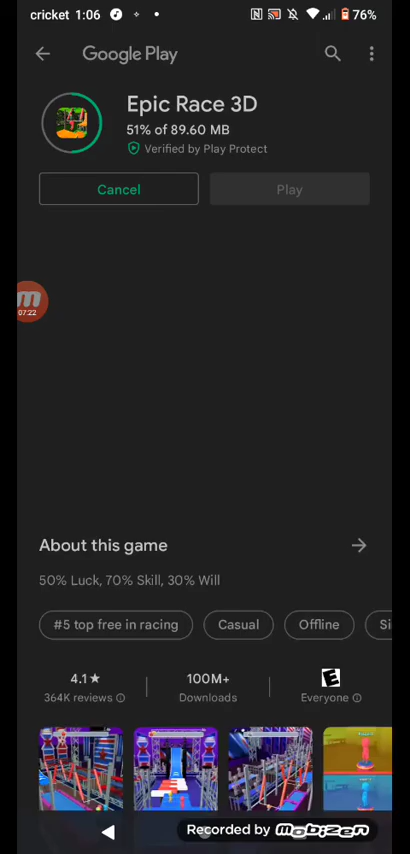 cricket 1:06 76%
Google Play
Epic Race 3D
51% of 89.60 MB
Verified by Play Protect
Cancel Play
07:22
About this game
50% Luck, 70% Skill, 30% Will
#5 top free in racing Casual Offline Si
4.1★ 100M+ E
364K reviews Downloads Everyone
Recorded by mobizen